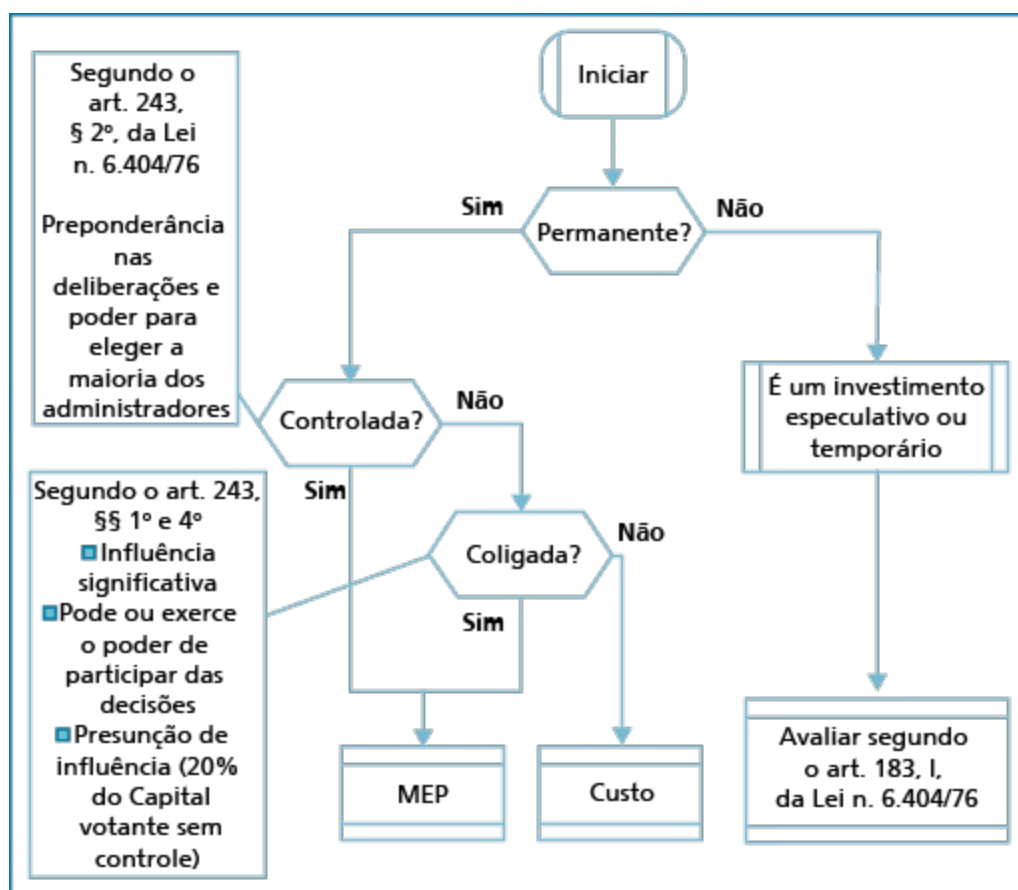 Iniciar
Segundo o
art. 243,
§ 2º, da Lei
n. 6.404/76
Preponderância
nas
deliberações e
poder para
eleger a
maioria dos
administradores
Sim
Permanente?
Não
Controlada?
Não
É um investimento
especulativo ou
temporário
Sim
Segundo o art. 243,
§§ 1º e 4º
Influência
significativa
Pode ou exerce
o poder de
participar das
decisões
Presunção de
influência (20%
do Capital
votante sem
controle)
Coligada?
Não
Sim
MEP
Custo
Avaliar segundo
o art. 183, I,
da Lei n. 6.404/76